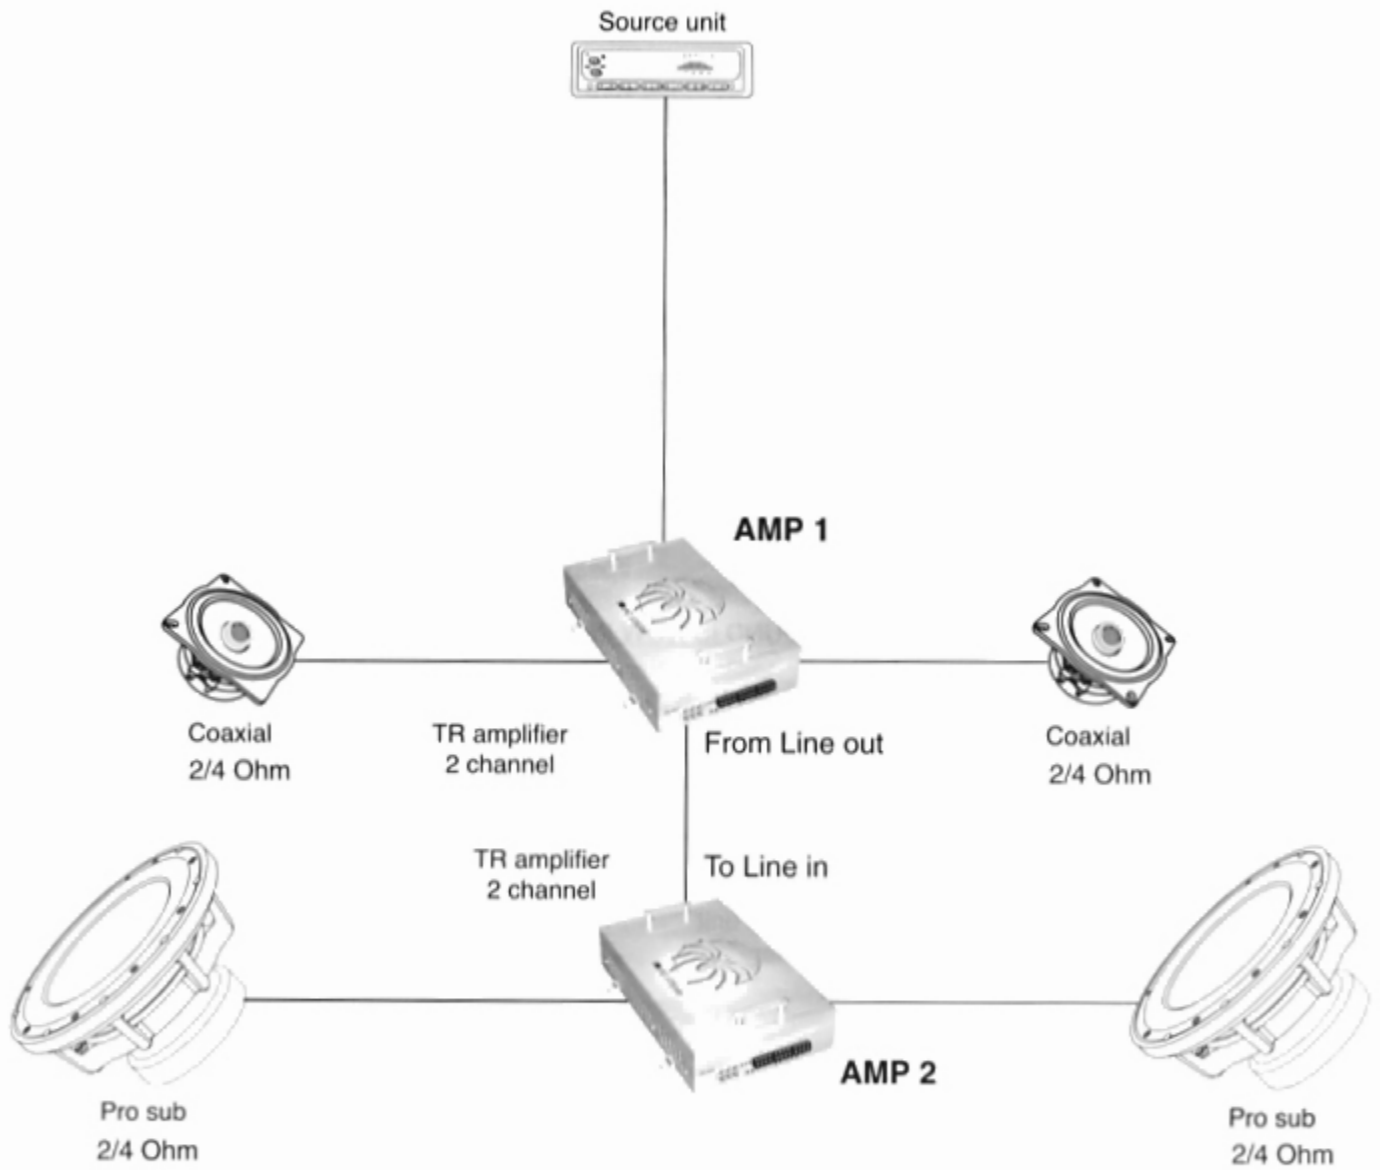 Source unit
AMP 1
Coaxial
2/4 Ohm
TR amplifier
2 channel
From Line out
Coaxial
2/4 Ohm
TR amplifier
2 channel
To Line in
AMP 2
Pro sub
2/4 Ohm
Pro sub
2/4 Ohm